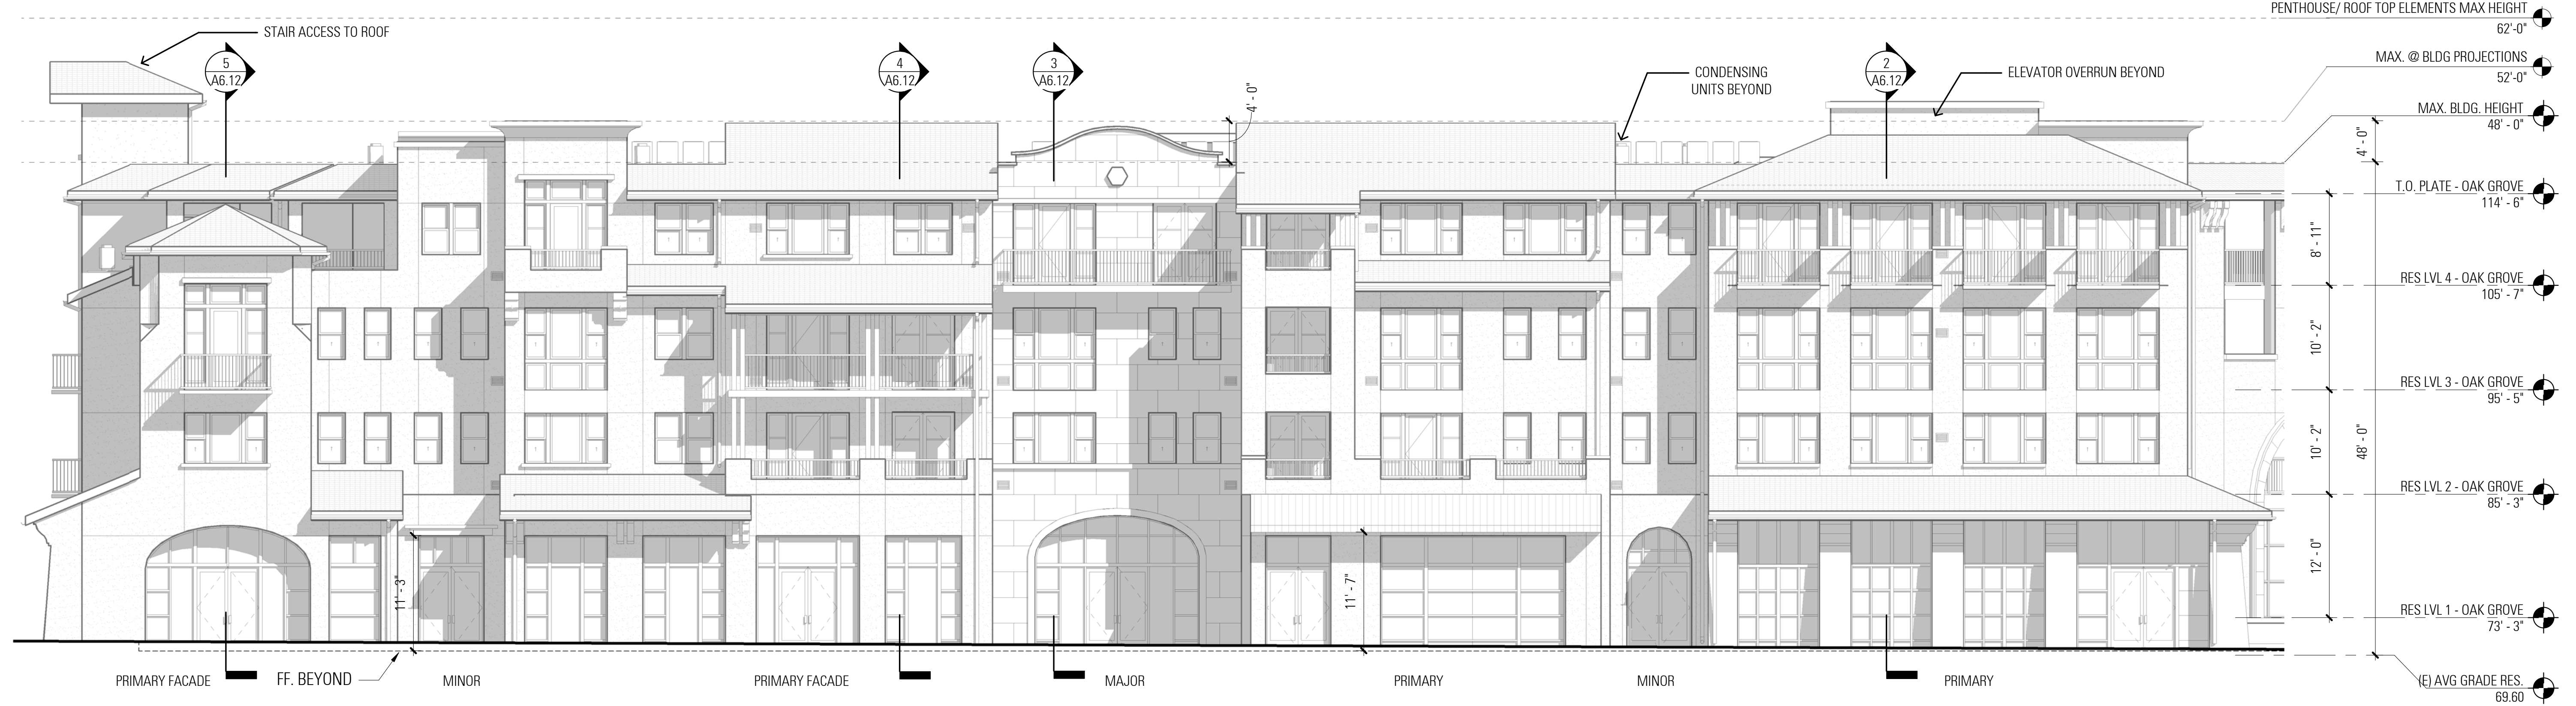 PENTHOUSE/ ROOF TOP ELEMENTS MAX HEIGHT
62'-0"
STAIR ACCESS TO ROOF
5
A6.12
4
A6.12
3
A6.12
4' - 0"
CONDENSING
UNITS BEYOND
2
A6.12
ELEVATOR OVERRUN BEYOND
MAX. @ BLDG PROJECTIONS
52'-0"
MAX. BLDG. HEIGHT
48' - 0"
4' - 0"
T.O. PLATE - OAK GROVE
114' - 6"
8' - 11"
RES LVL 4 - OAK GROVE
105' - 7"
10' - 2"
RES LVL 3 - OAK GROVE
95' - 5"
10' - 2"
48' - 0"
RES LVL 2 - OAK GROVE
85' - 3"
12' - 0"
11' - 3"
11' - 7"
RES LVL 1 - OAK GROVE
73' - 3"
PRIMARY FACADE
FF. BEYOND
MINOR
PRIMARY FACADE
MAJOR
PRIMARY
MINOR
PRIMARY
(E) AVG GRADE RES.
69.60